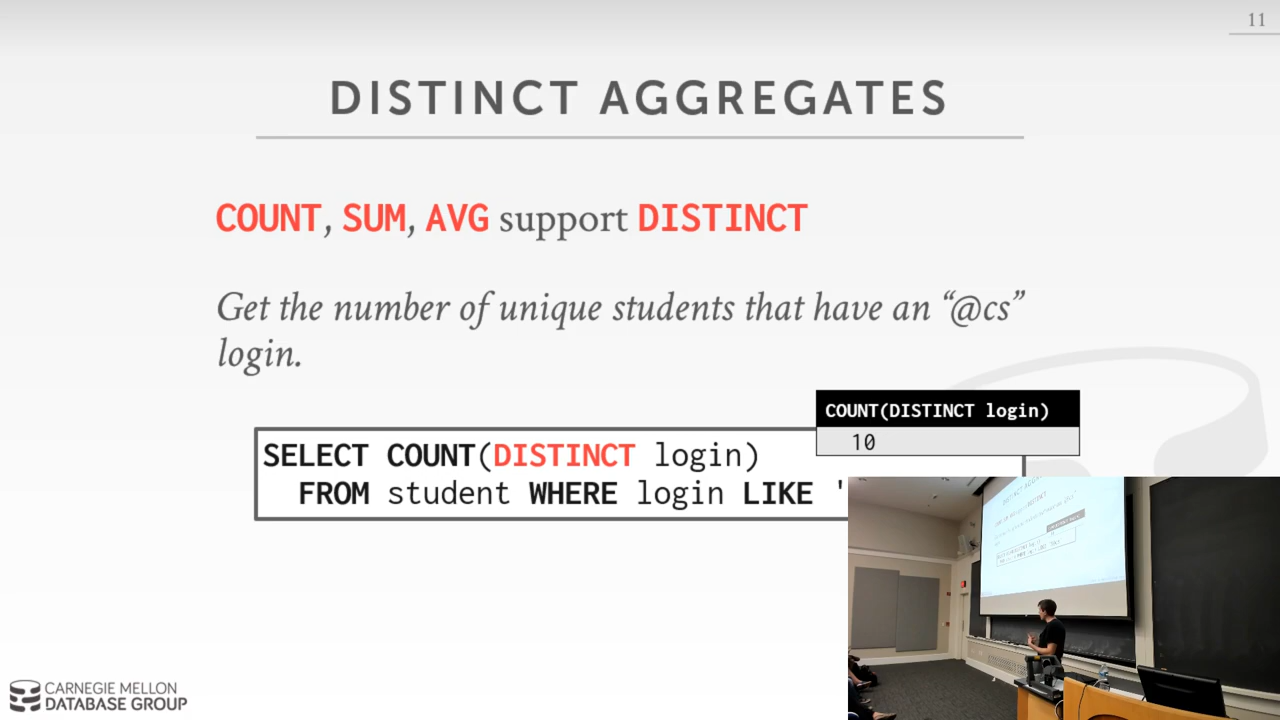 11
DISTINCT AGGREGATES
COUNT, SUM, AVG support DISTINCT
Get the number of unique students that have an “@cs”
login.
COUNT(DISTINCT login)
10
SELECT COUNT(DISTINCT login)
FROM student WHERE login LIKE '
CARNEGIE MELLON
DATABASE GROUP